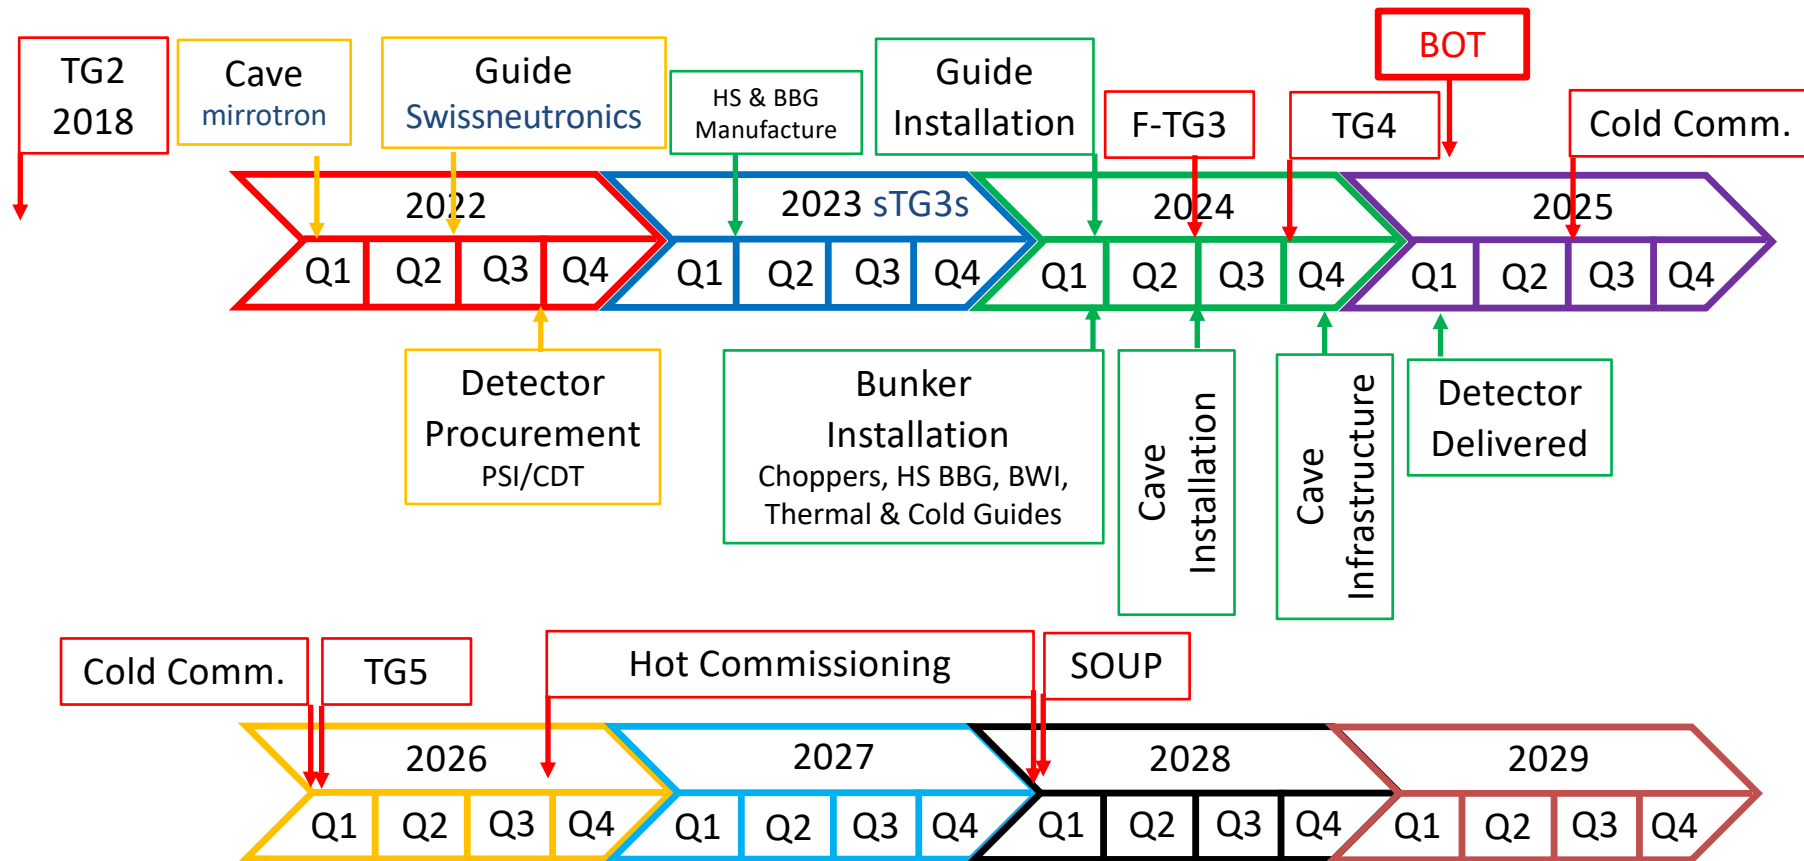 TG2
2018
Cave
mirrotron
Guide
Swissneutronics
HS & BBG
Manufacture
Guide
Installation
F-TG3
TG4
BOT
Cold Comm.
2022
2023 sTG3s
2024
2025
Q1 Q2 Q3 Q4 Q1 Q2 Q3 Q4 Q1 Q2 Q3 Q4 Q1 Q2 Q3 Q4
Detector
Procurement
PSI/CDT
Bunker
Installation
Choppers, HS BBG, BWI,
Thermal & Cold Guides
Cave
Installation
Cave
Infrastructure
Detector
Delivered
Cold Comm.
TG5
Hot Commissioning
SOUP
2026
2027
2028
2029
Q1 Q2 Q3 Q4 Q1 Q2 Q3 Q4 Q1 Q2 Q3 Q4 Q1 Q2 Q3 Q4